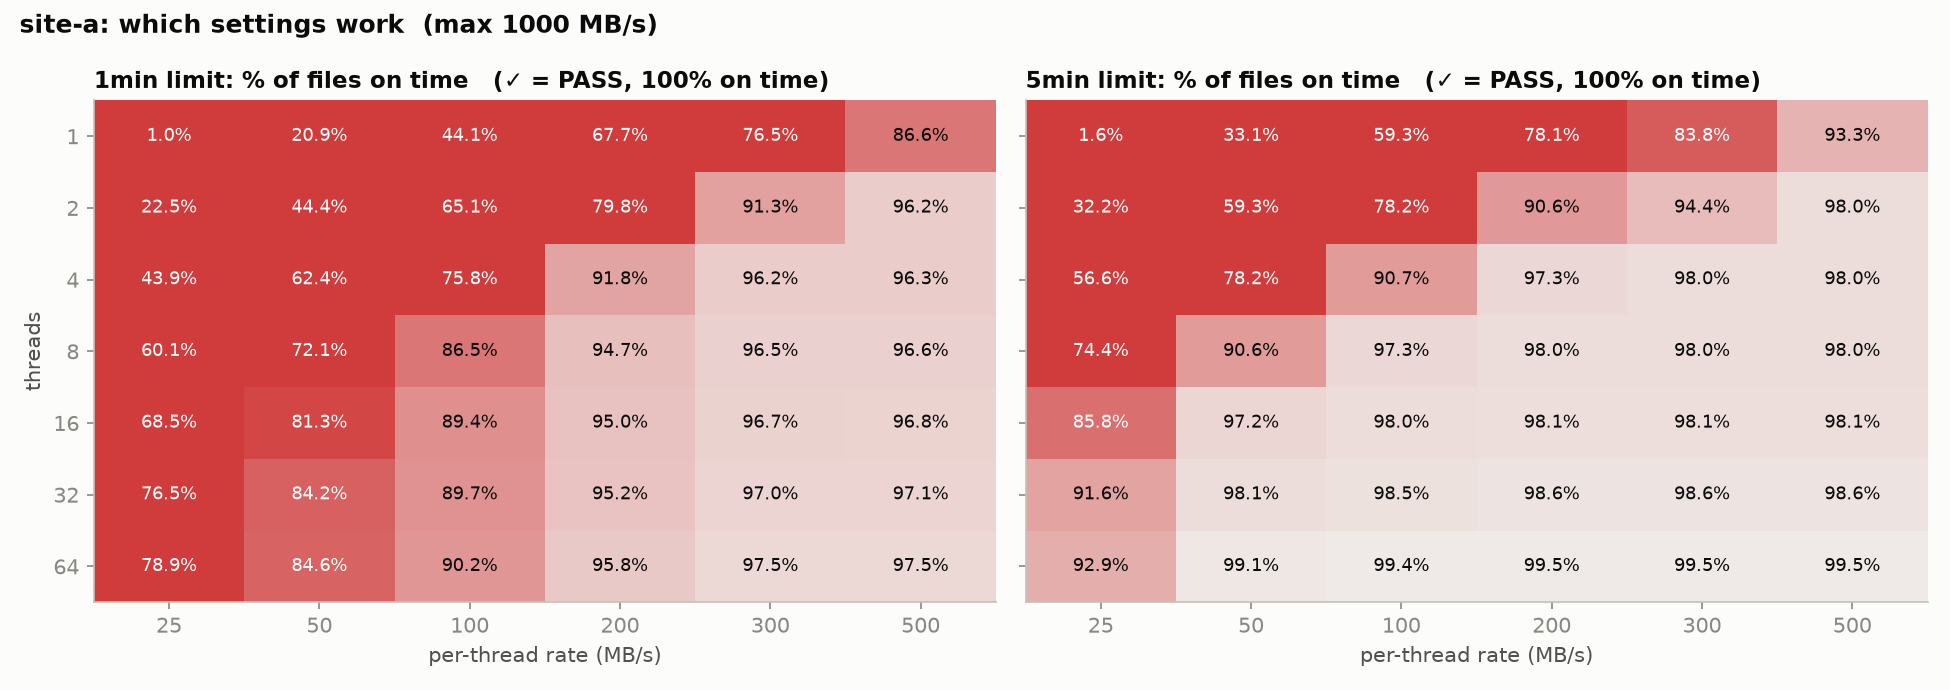 site-a: which settings work (max 1000 MB/s)
1min limit: % of files on time (✓ = PASS, 100% on time)
5min limit: % of files on time (✓ = PASS, 100% on time)
threads
1 1.0% 20.9% 44.1% 67.7% 76.5% 86.6% 1.6% 33.1% 59.3% 78.1% 83.8% 93.3%
2 22.5% 44.4% 65.1% 79.8% 91.3% 96.2% 32.2% 59.3% 78.2% 90.6% 94.4% 98.0%
4 43.9% 62.4% 75.8% 91.8% 96.2% 96.3% 56.6% 78.2% 90.7% 97.3% 98.0% 98.0%
8 60.1% 72.1% 86.5% 94.7% 96.5% 96.6% 74.4% 90.6% 97.3% 98.0% 98.0% 98.0%
16 68.5% 81.3% 89.4% 95.0% 96.7% 96.8% 85.8% 97.2% 98.0% 98.1% 98.1% 98.1%
32 76.5% 84.2% 89.7% 95.2% 97.0% 97.1% 91.6% 98.1% 98.5% 98.6% 98.6% 98.6%
64 78.9% 84.6% 90.2% 95.8% 97.5% 97.5% 92.9% 99.1% 99.4% 99.5% 99.5% 99.5%
25 50 100 200 300 500 25 50 100 200 300 500
per-thread rate (MB/s) per-thread rate (MB/s)